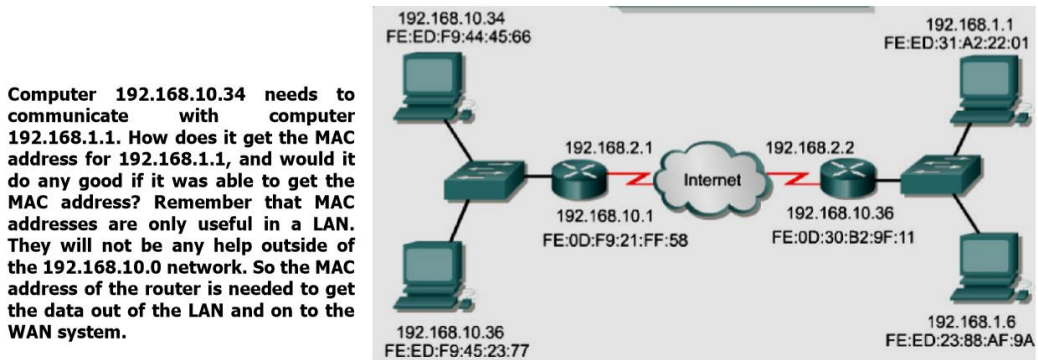 Computer 192.168.10.34 needs to
communicate with computer
192.168.1.1. How does it get the MAC
address for 192.168.1.1, and would it
do any good if it was able to get the
MAC address? Remember that MAC
addresses are only useful in a LAN.
They will not be any help outside of
the 192.168.10.0 network. So the MAC
address of the router is needed to get
the data out of the LAN and on to the
WAN system.
192.168.10.34
FE:ED:F9:44:45:66
192.168.1.1
FE:ED:31:A2:22:01
192.168.2.1
192.168.2.2
Internet
192.168.10.1
FE:0D:F9:21:FF:58
192.168.10.36
FE:0D:30:B2:9F:11
192.168.10.36
FE:ED:F9:45:23:77
192.168.1.6
FE:ED:23:88:AF:9A